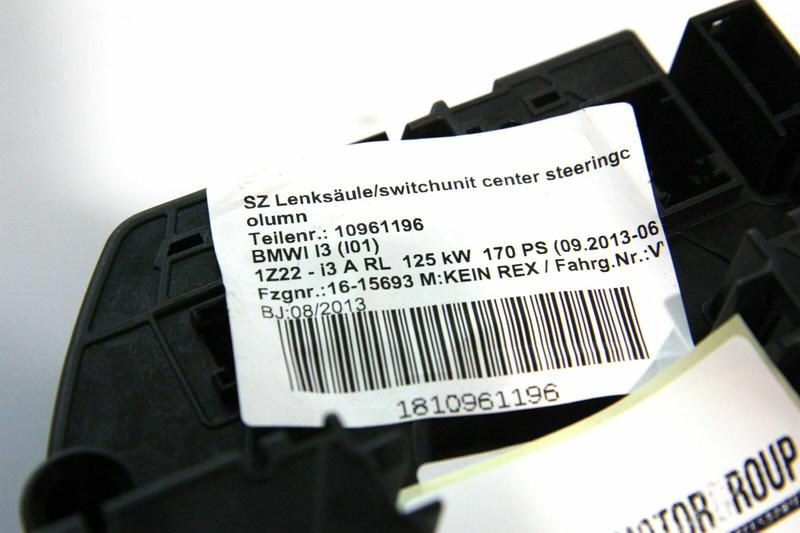 SZ Lenksäule/switchunit center steeringc
olumn
Teilenr.: 10961196
BMWI I3 (I01)
1Z22 - i3 A RL 125 kW 170 PS (09.2013-06
Fzgnr.:16-15693 M:KEIN REX / Fahrg.Nr.:V
BJ:08/2013
1810961196